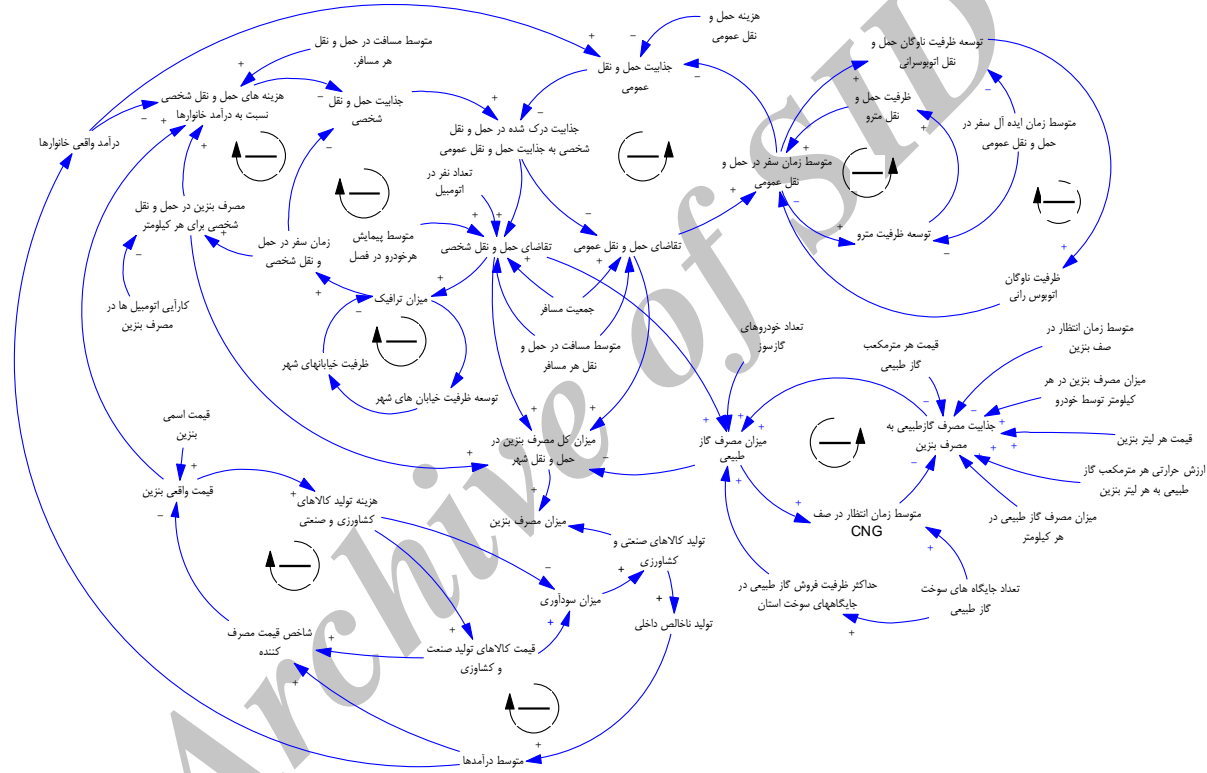 هزینه حمل و
نقل عمومی
متوسط مسافت در حمل و نقل
هر مسافر.
جذابیت حمل و نقل
عمومی
توسعه ظرفیت ناوگان حمل و
نقل اتوبوسرانی
هزینه های حمل و نقل شخصی
نسبت به درآمد خانوارها
جذابیت حمل و نقل
شخصی
ظرفیت حمل و
نقل مترو
درآمد واقعی خانوارها
جذابیت درک شده در حمل و نقل
شخصی به جذابیت حمل و نقل عمومی
متوسط زمان ایده آل سفر در
حمل و نقل عمومی
متوسط زمان سفر در حمل و
نقل عمومی
تعداد نفر در
اتومبیل
مصرف بنزین در حمل و نقل
شخصی برای هر کیلومتر
زمان سفر در حمل
و نقل شخصی
متوسط پیمایش
هرخودرو در فصل
تقاضای حمل و نقل شخصی
تقاضای حمل و نقل عمومی
توسعه ظرفیت مترو
ظرفیت ناوگان
اتوبوس رانی
کارآیی اتومبیل ها در
مصرف بنزین
میزان ترافیک
جمعیت مسافر
تعداد خودروهای
گازسوز
قیمت هر مترمکعب
گاز طبیعی
متوسط زمان انتظار در
صف بنزین
ظرفیت خیابانهای شهر
متوسط مسافت در حمل و
نقل هر مسافر
میزان مصرف بنزین در هر
کیلومتر توسط خودرو
توسعه ظرفیت خیابان های شهر
قیمت اسمی
بنزین
میزان کل مصرف بنزین در
حمل و نقل شهر
میزان مصرف گاز
طبیعی
جذابیت مصرف گازطبیعی به
مصرف بنزین
قیمت هر لیتر بنزین
ارزش حرارتی هر مترمکعب گاز
طبیعی به هر لیتر بنزین
قیمت واقعی بنزین
هزینه تولید کالاهای
کشاورزی و صنعتی
میزان مصرف بنزین
متوسط زمان انتظار در صف
CNG
میزان مصرف گاز طبیعی در
هر کیلومتر
تولید کالاهای صنعتی و
کشاورزی
میزان سودآوری
حداکثر ظرفیت فروش گاز طبیعی در
جایگاههای سوخت استان
تعداد جایگاه های سوخت
گاز طبیعی
تولید ناخالص داخلی
شاخص قیمت مصرف
کننده
قیمت کالاهای تولید صنعت
و کشاوزی
متوسط درآمدها
Archive of SID